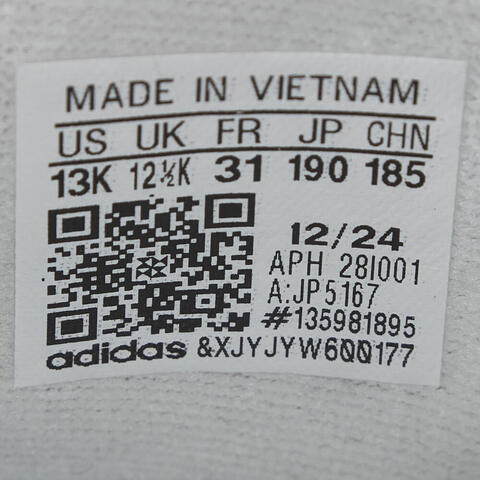 MADE IN VIETNAM
US UK FR JP CHN
13K 12½K 31 190 185
12/24
APH 28I001
A:JP5167
#135981895
adidas &XJYJYW600177